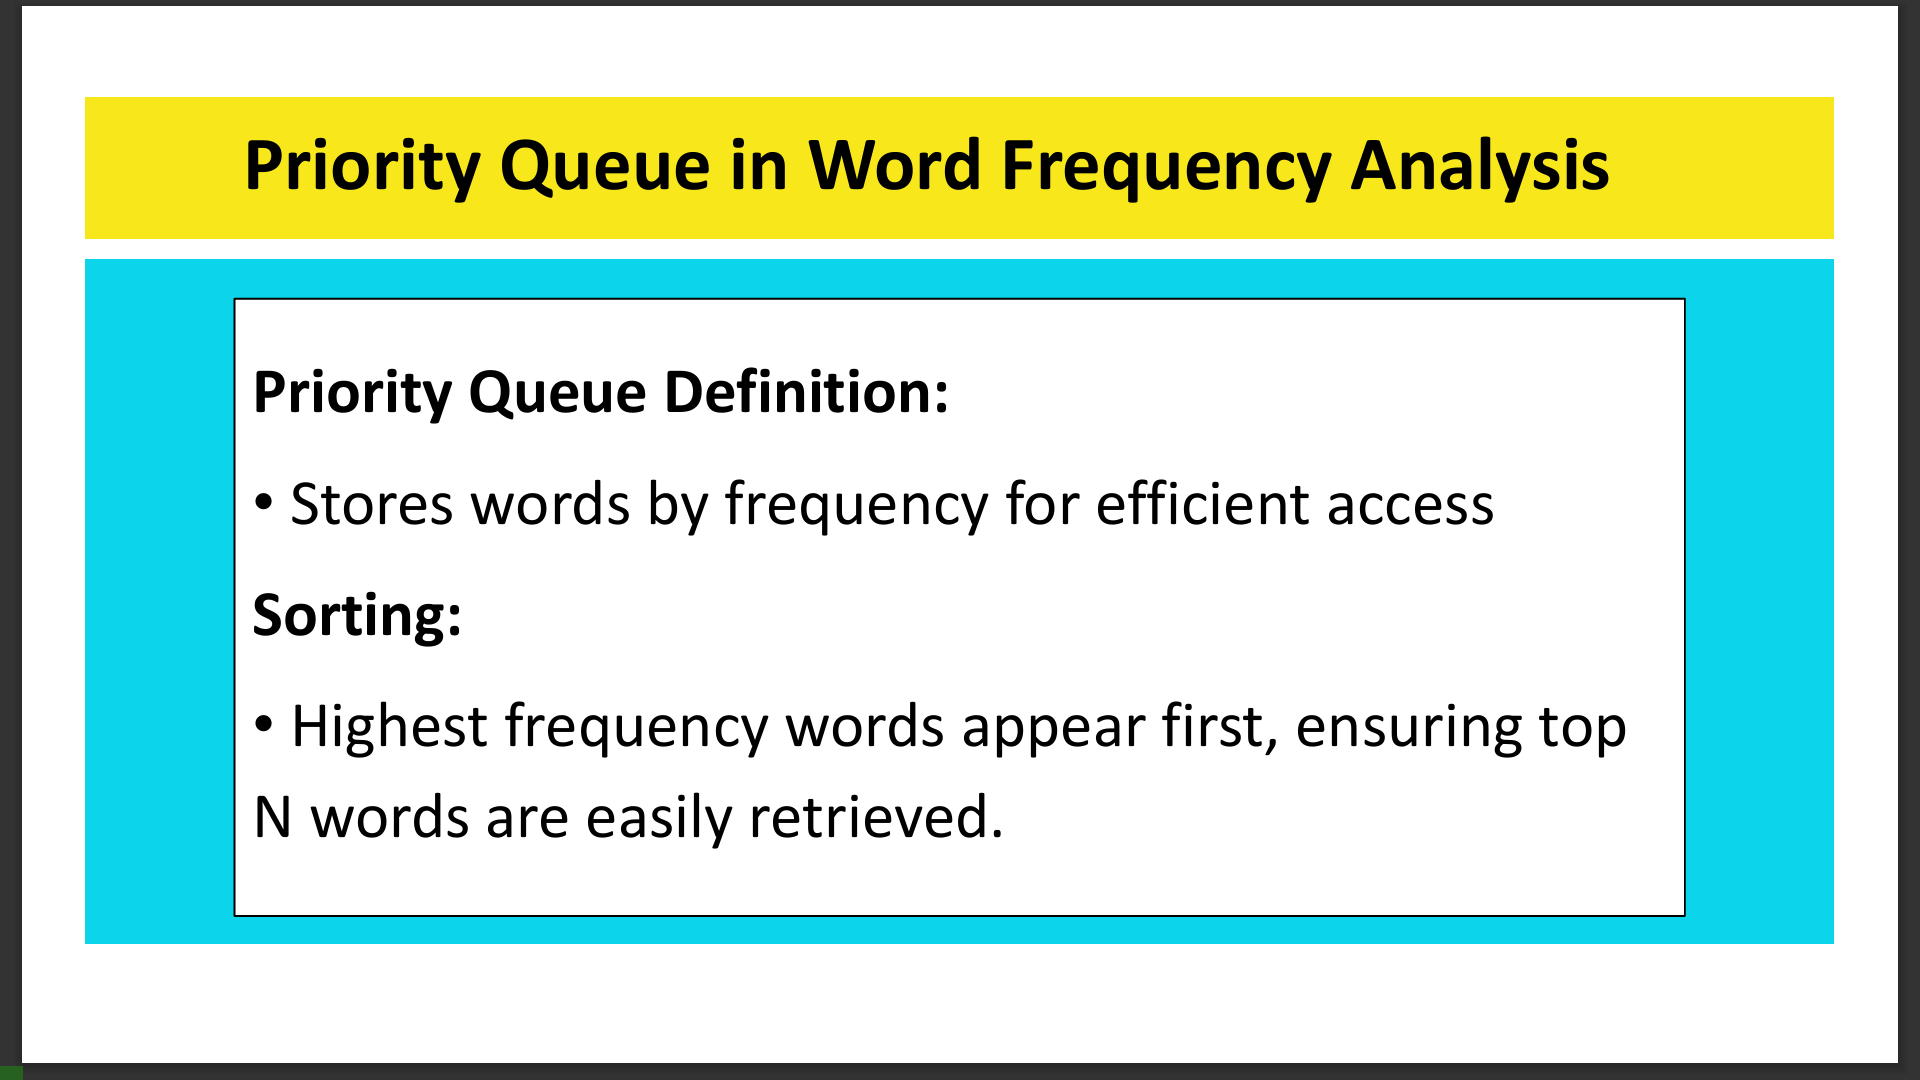 Priority Queue in Word Frequency Analysis
Priority Queue Definition:
• Stores words by frequency for efficient access
Sorting:
• Highest frequency words appear first, ensuring top
N words are easily retrieved.